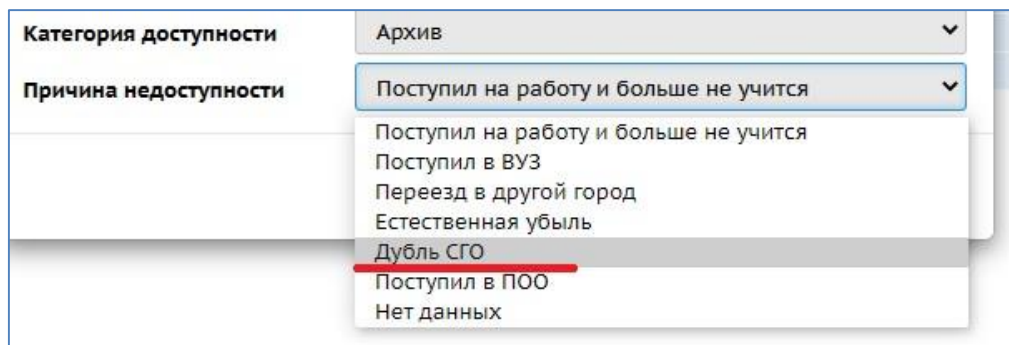 Категория доступности Архив
Причина недоступности Поступил на работу и больше не учится
Поступил на работу и больше не учится
Поступил в ВУЗ
Переезд в другой город
Естественная убыль
Дубль СГО
Поступил в ПОО
Нет данных